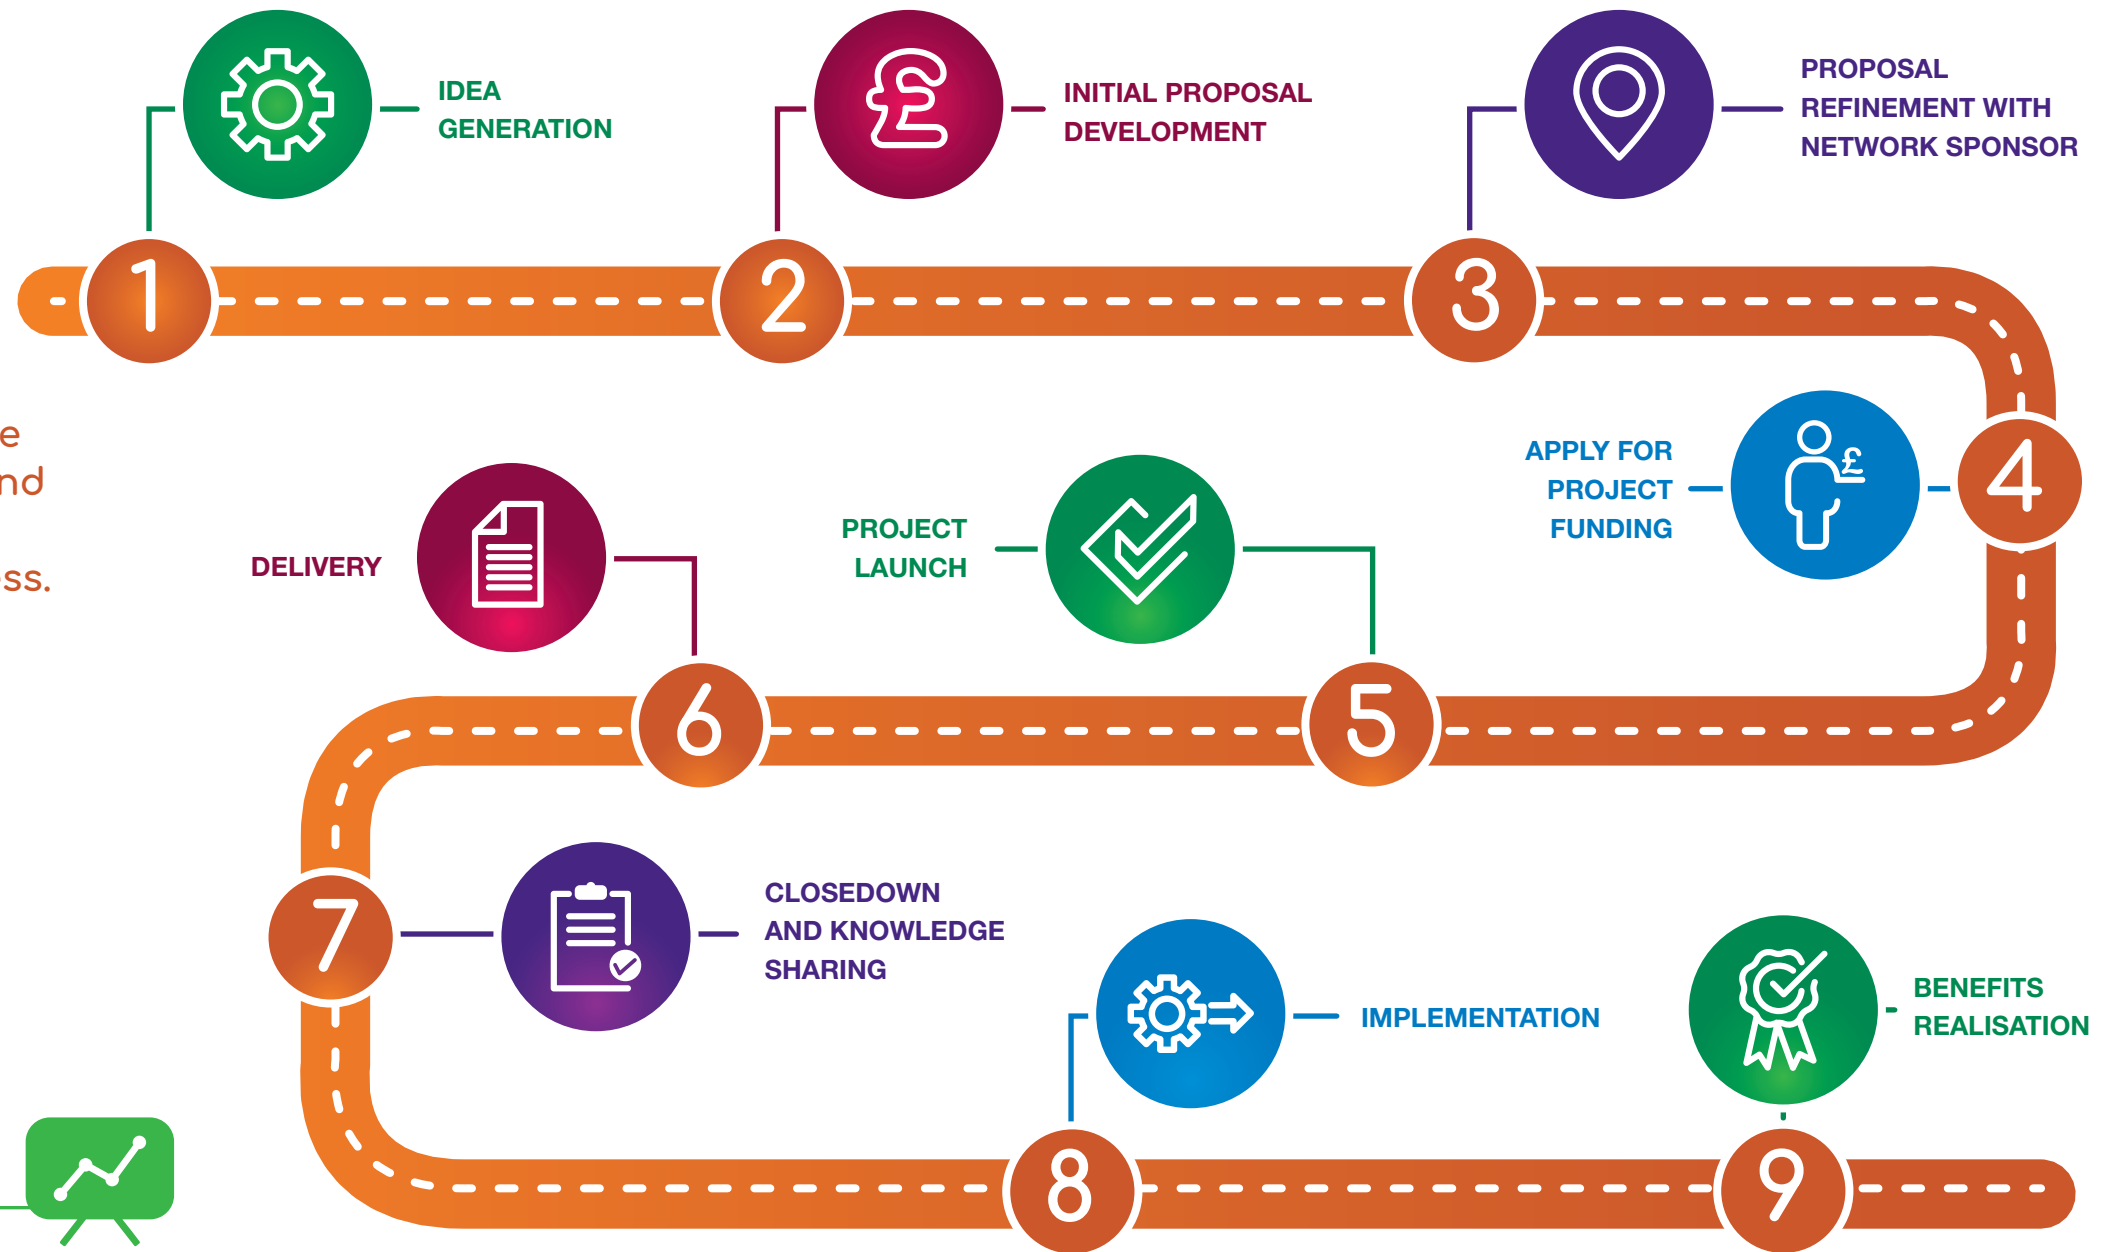 IDEA
GENERATION
INITIAL PROPOSAL
DEVELOPMENT
£
PROPOSAL
REFINEMENT WITH
NETWORK SPONSOR
1
2
3
APPLY FOR
PROJECT
FUNDING
£
4
PROJECT
LAUNCH
DELIVERY
ss.
6
5
7
CLOSEDOWN
AND KNOWLEDGE
SHARING
IMPLEMENTATION
BENEFITS
REALISATION
8
9